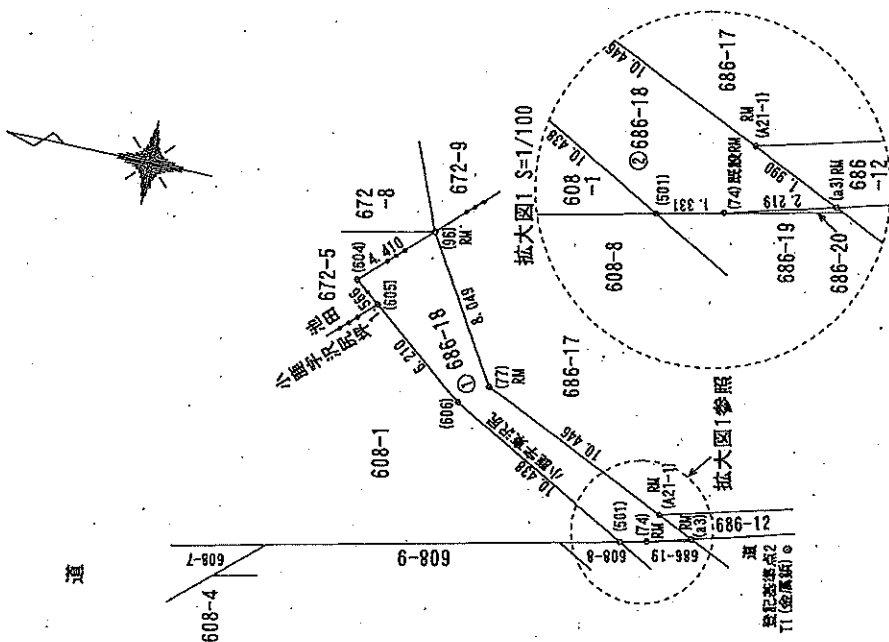 道
608-7
608-4
608-9
608-1
小雕字沢尻坪
池田
672-5
672
-8
672-9
(604)
4.410
(605)
.566
6.210
(96)
RM
8.049
① 686-18
(606)
(77)
RM
10.438
小雕字東沢尻
10.446
686-17
(501)
(74)
RM
RM
(A21-1)
RM
(a3)
608-8
686-19
686-12
道
登記基準点2
T1(金属鋲)
拡大図1参照
拡大図1 S=1/100
10.446
10.438
686-17
②686-18
608
-1
(501)
608-8
1.331
(74)既設RM
RM
(A21-1)
1.990
2.219
(a3)RM
686
-12
686-19
686-20